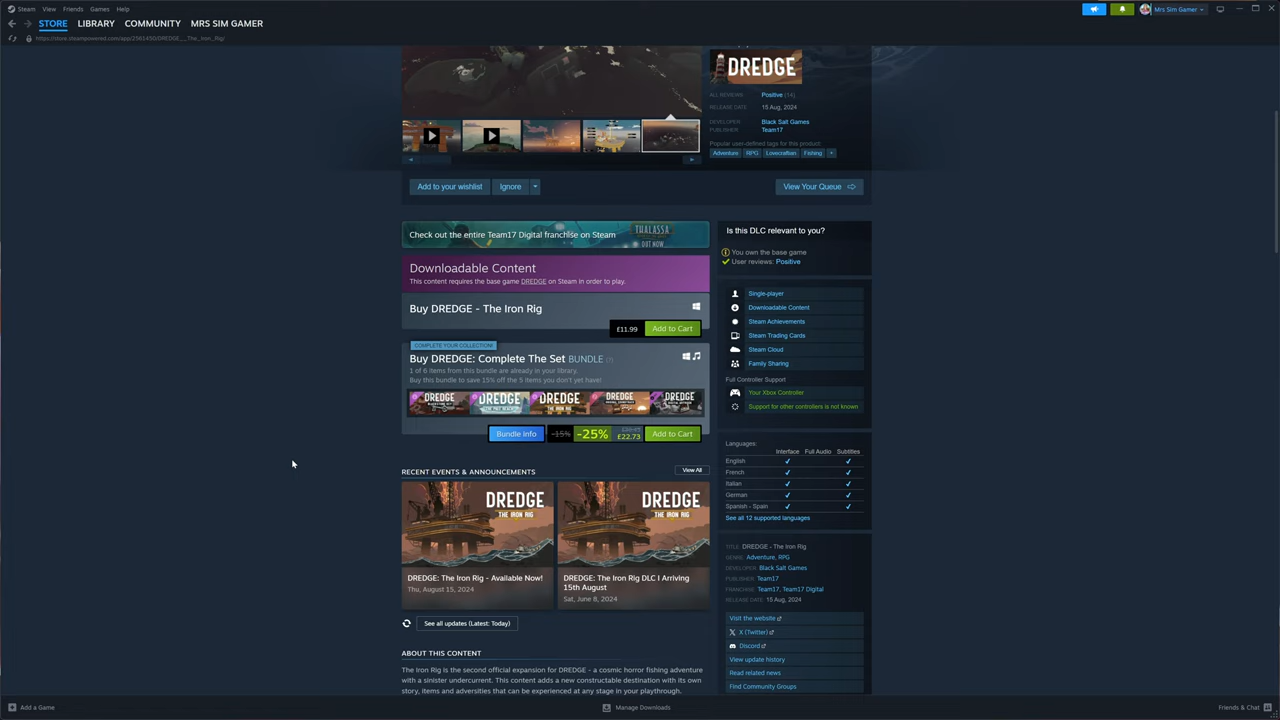 Steam View Friends Games Help
Mrs Sim Gamer
STORE LIBRARY COMMUNITY MRS SIM GAMER
https://store.steampowered.com/app/2561450/DREDGE__The_Iron_Rig/
DREDGE
ALL REVIEWS: Positive (14)
RELEASE DATE: 15 Aug, 2024
DEVELOPER: Black Salt Games
PUBLISHER: Team17
Popular user-defined tags for this product:
Adventure RPG Lovecraftian Fishing +
Add to your wishlist Ignore View Your Queue
Check out the entire Team17 Digital franchise on Steam
THALASSA
OUT NOW
Downloadable Content
This content requires the base game DREDGE on Steam in order to play.
Buy DREDGE - The Iron Rig
£11.99 Add to Cart
COMPLETE YOUR COLLECTION!
Buy DREDGE: Complete The Set BUNDLE (?)
1 of 6 items from this bundle are already in your library.
Buy this bundle to save 15% off the 5 items you don't yet have!
DREDGE DREDGE DREDGE DREDGE DREDGE
Bundle info -15% -25% £22.73 Add to Cart
RECENT EVENTS & ANNOUNCEMENTS View All
DREDGE
THE IRON RIG
DREDGE: The Iron Rig - Available Now!
Thu, August 15, 2024
DREDGE
THE IRON RIG
DREDGE: The Iron Rig DLC I Arriving
15th August
Sat, June 8, 2024
See all updates (Latest: Today)
ABOUT THIS CONTENT
The Iron Rig is the second official expansion for DREDGE - a cosmic horror fishing adventure
with a sinister undercurrent. This content adds a new constructable destination with its own
story, items and adversities that can be experienced at any stage in your playthrough.
Is this DLC relevant to you?
You own the base game
User reviews: Positive
Single-player
Downloadable Content
Steam Achievements
Steam Trading Cards
Steam Cloud
Family Sharing
Full Controller Support
Your Xbox Controller
Support for other controllers is not known
Languages:
Interface Full Audio Subtitles
English ✔ ✔
French ✔ ✔
Italian ✔ ✔
German ✔ ✔
Spanish - Spain ✔ ✔
See all 12 supported languages
TITLE: DREDGE - The Iron Rig
GENRE: Adventure, RPG
DEVELOPER: Black Salt Games
PUBLISHER: Team17
FRANCHISE: Team17, Team17 Digital
RELEASE DATE: 15 Aug, 2024
Visit the website
X (Twitter)
Discord
View update history
Read related news
Find Community Groups
Add a Game Manage Downloads Friends & Chat